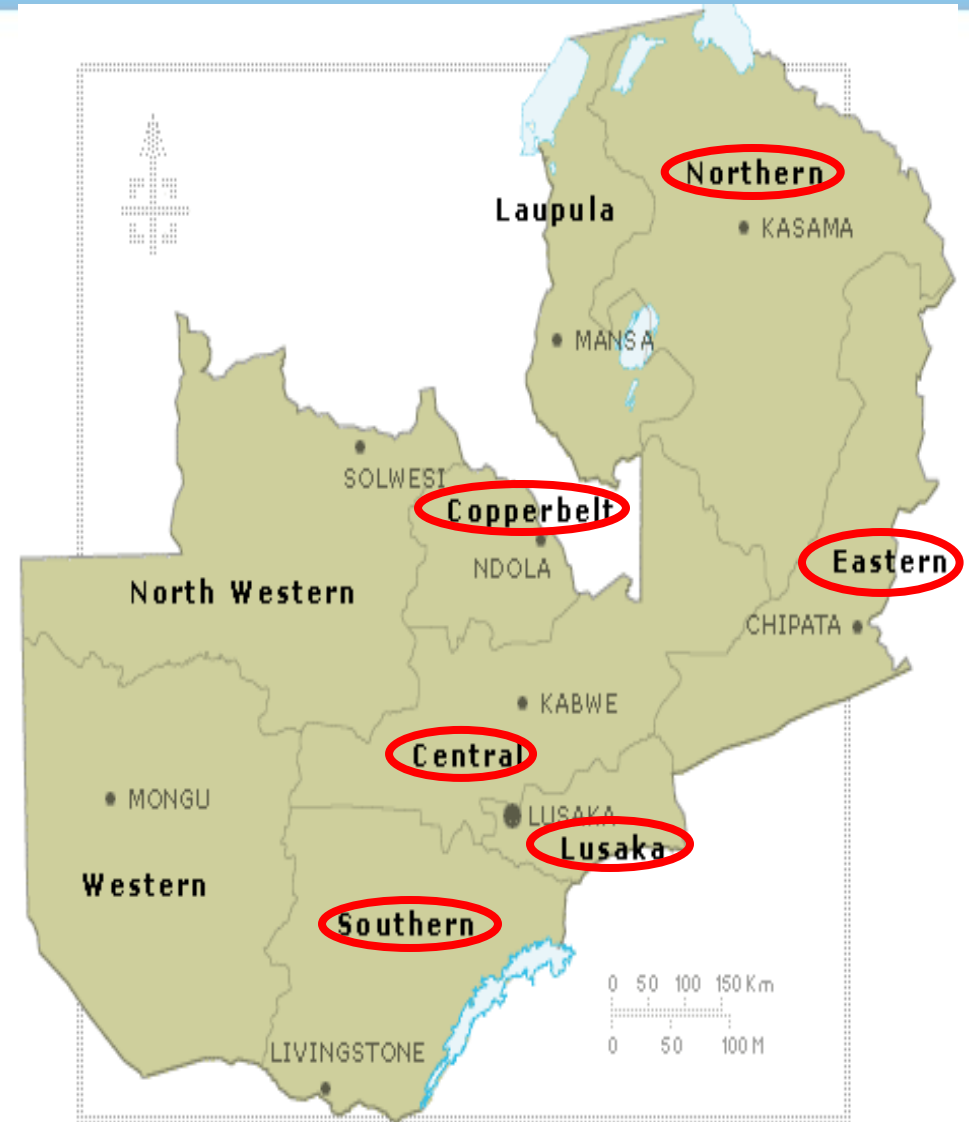 Northern
Laupula
KASAMA
MANSA
SOLWESI
Copperbelt
Eastern
NDOLA
North Western
CHIPATA
KABWE
Central
MONGU
LUSAKA
Lusaka
Western
Southern
0 50 100 150 Km
0 50 100 M
LIVINGSTONE